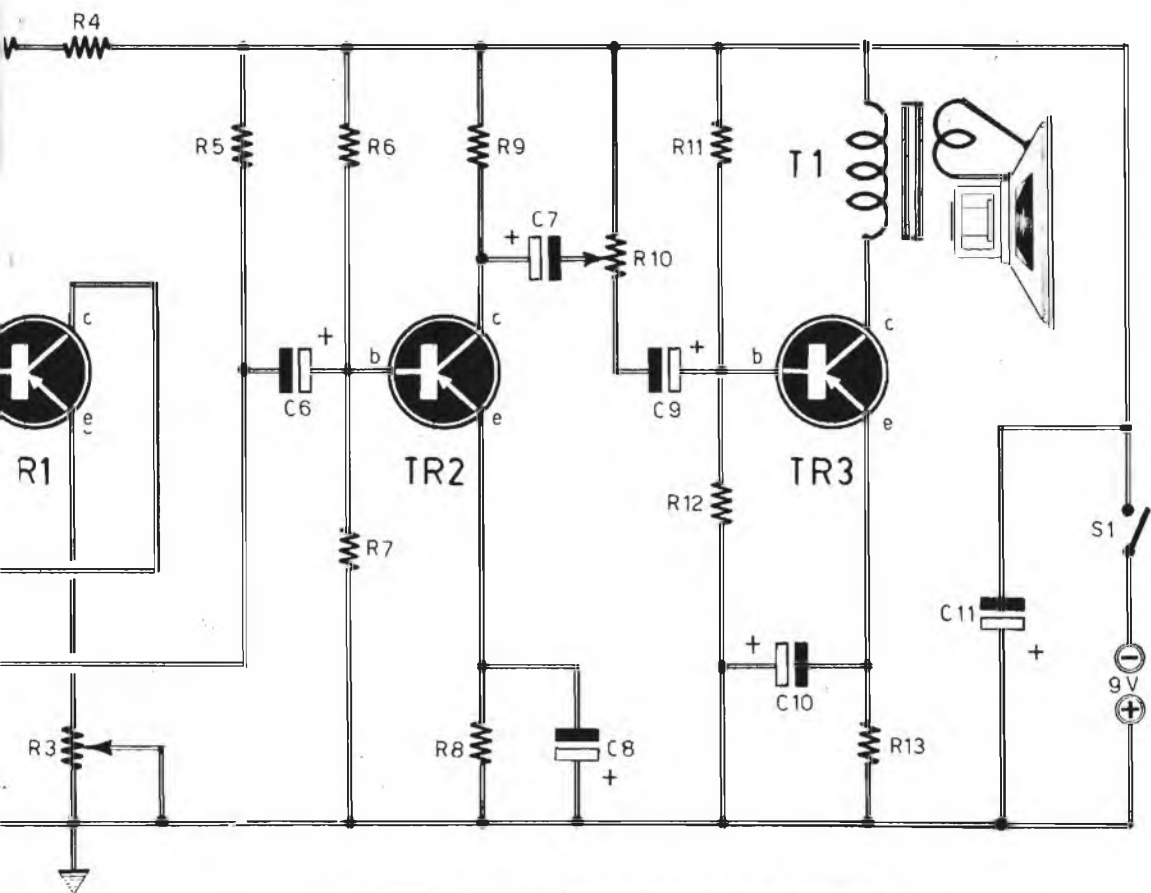 R4
R5
R6
R9
R11
T1
C7
+
R10
c
c
c
+
b
+
b
C6
C9
e
e
e
R1
TR2
TR3
R12
S1
R7
C11
+
+
C10
−
9V
+
R3
R8
C8
+
R13